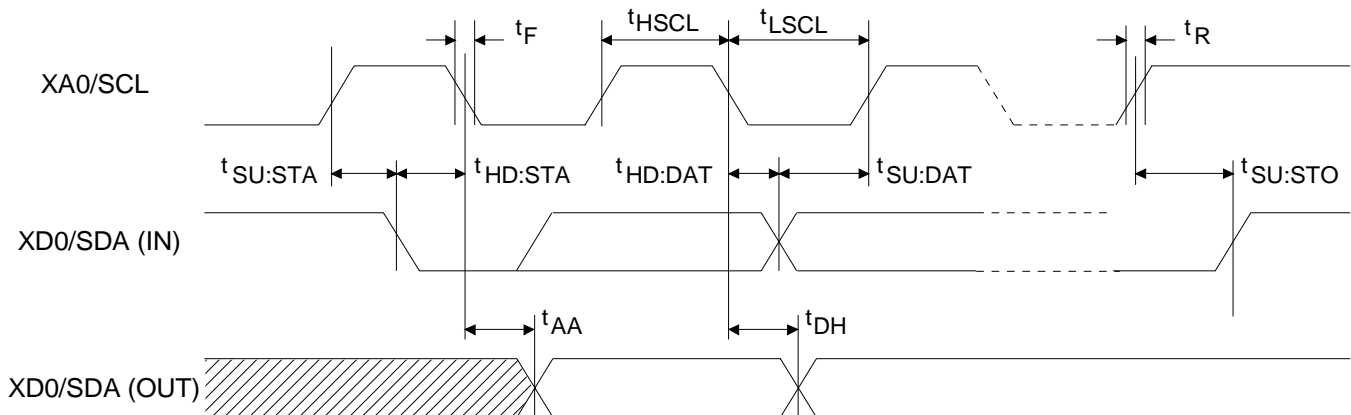 tF
tHSCL
tLSCL
tR
XA0/SCL
tSU:STA
tHD:STA
tHD:DAT
tSU:DAT
tSU:STO
XD0/SDA (IN)
tAA
tDH
XD0/SDA (OUT)